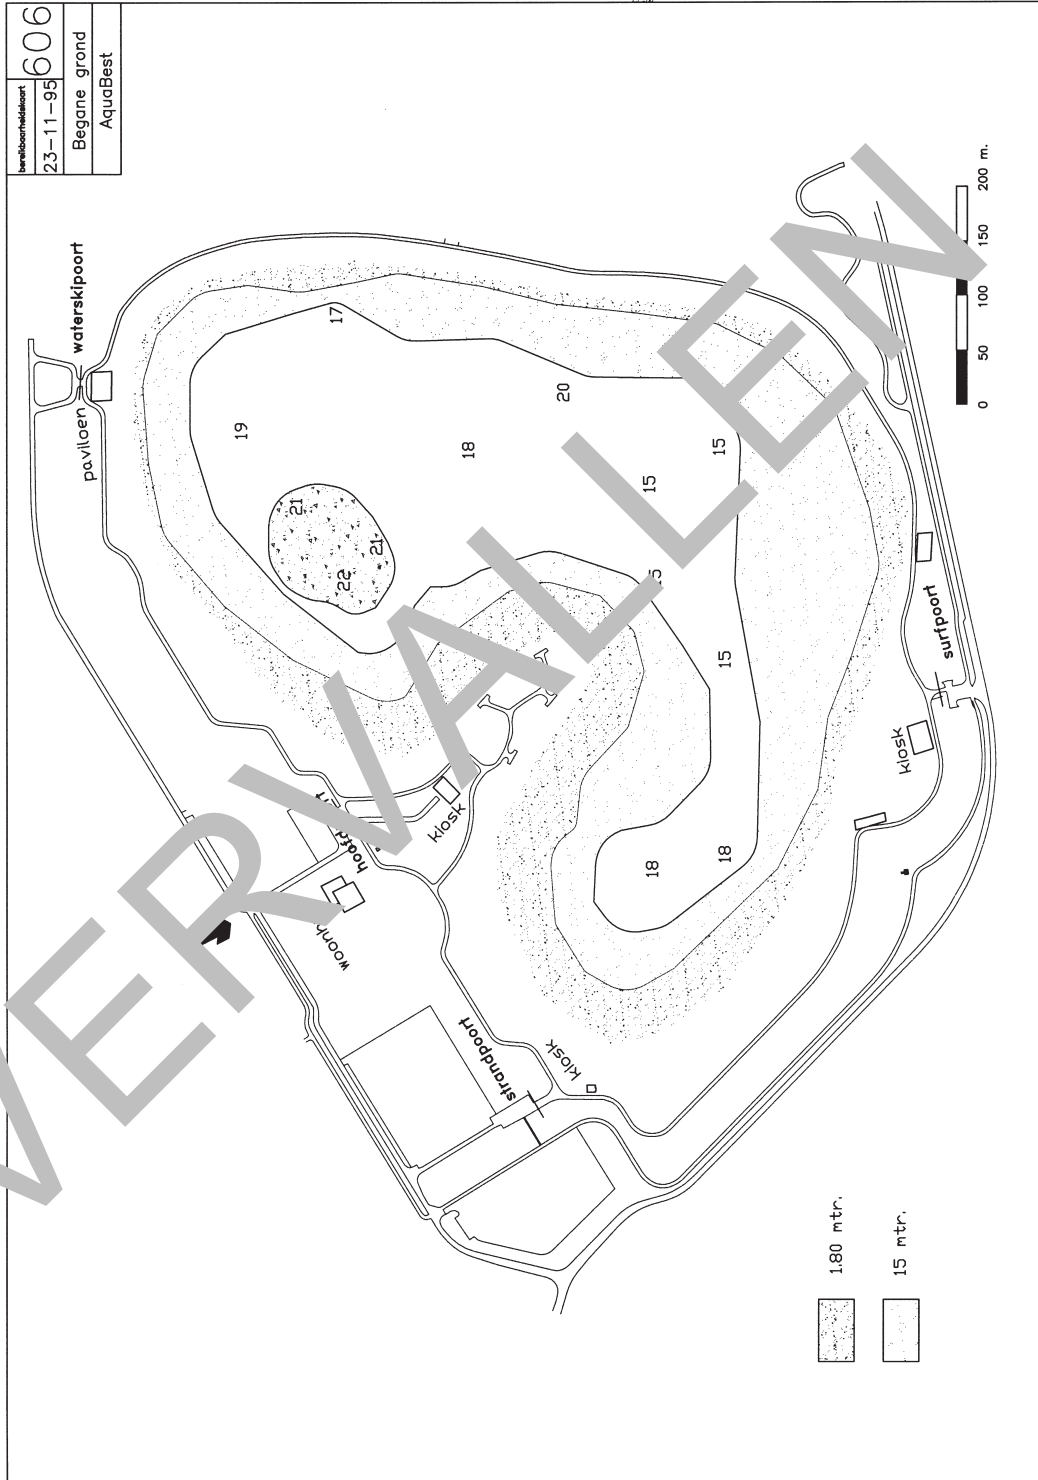 bereikbaarheidskaart
606
23-11-95
Begane grond
AquaBest
waterskipoort
paviloen
17
19
20
18
21
21
22
15
15
15
15
18
18
kiosk
kiosk
kiosk
surfpoort
strandpoort
0 50 100 150 200 m.
1.80 mtr.
15 mtr.
VERVALLEN